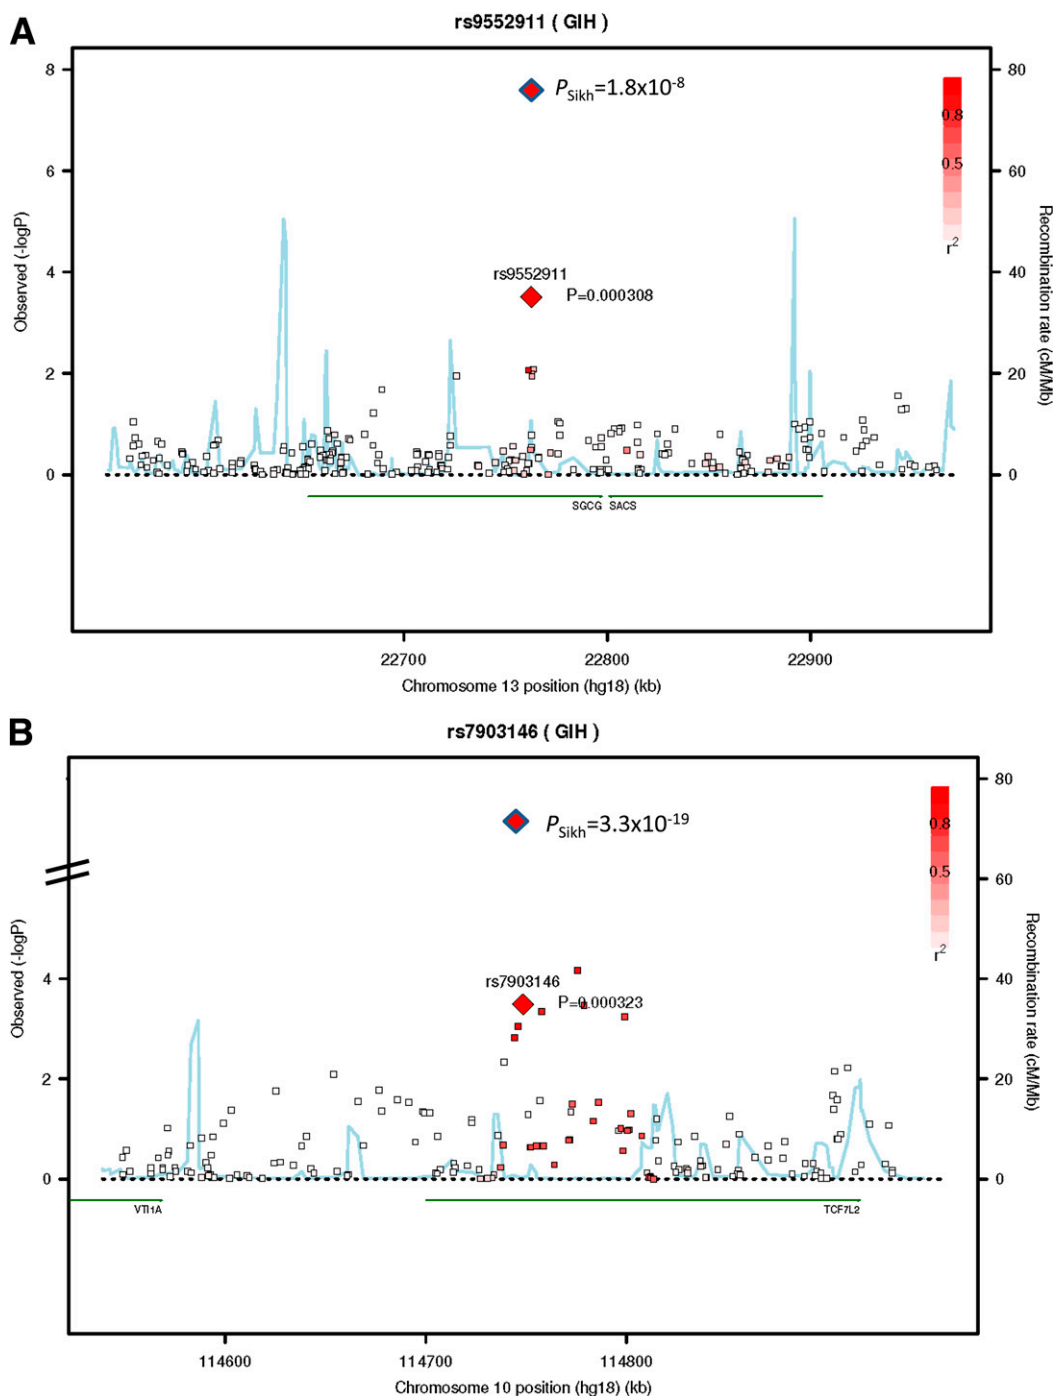 A
rs9552911 ( GIH )
8
80
P Sikh=1.8x10-8
0.8
6
60
0.5
r2
Observed (-logP)
Recombination rate (cM/Mb)
4
40
rs9552911
P=0.000308
2
20
0
0
SGCG SACS
22700 22800 22900
Chromosome 13 position (hg18) (kb)
B
rs7903146 ( GIH )
80
P Sikh=3.3x10-19
0.8
0.5
60
r2
Observed (-logP)
Recombination rate (cM/Mb)
4
40
rs7903146
P=0.000323
2
20
0
0
VTI1A TCF7L2
114600 114700 114800
Chromosome 10 position (hg18) (kb)